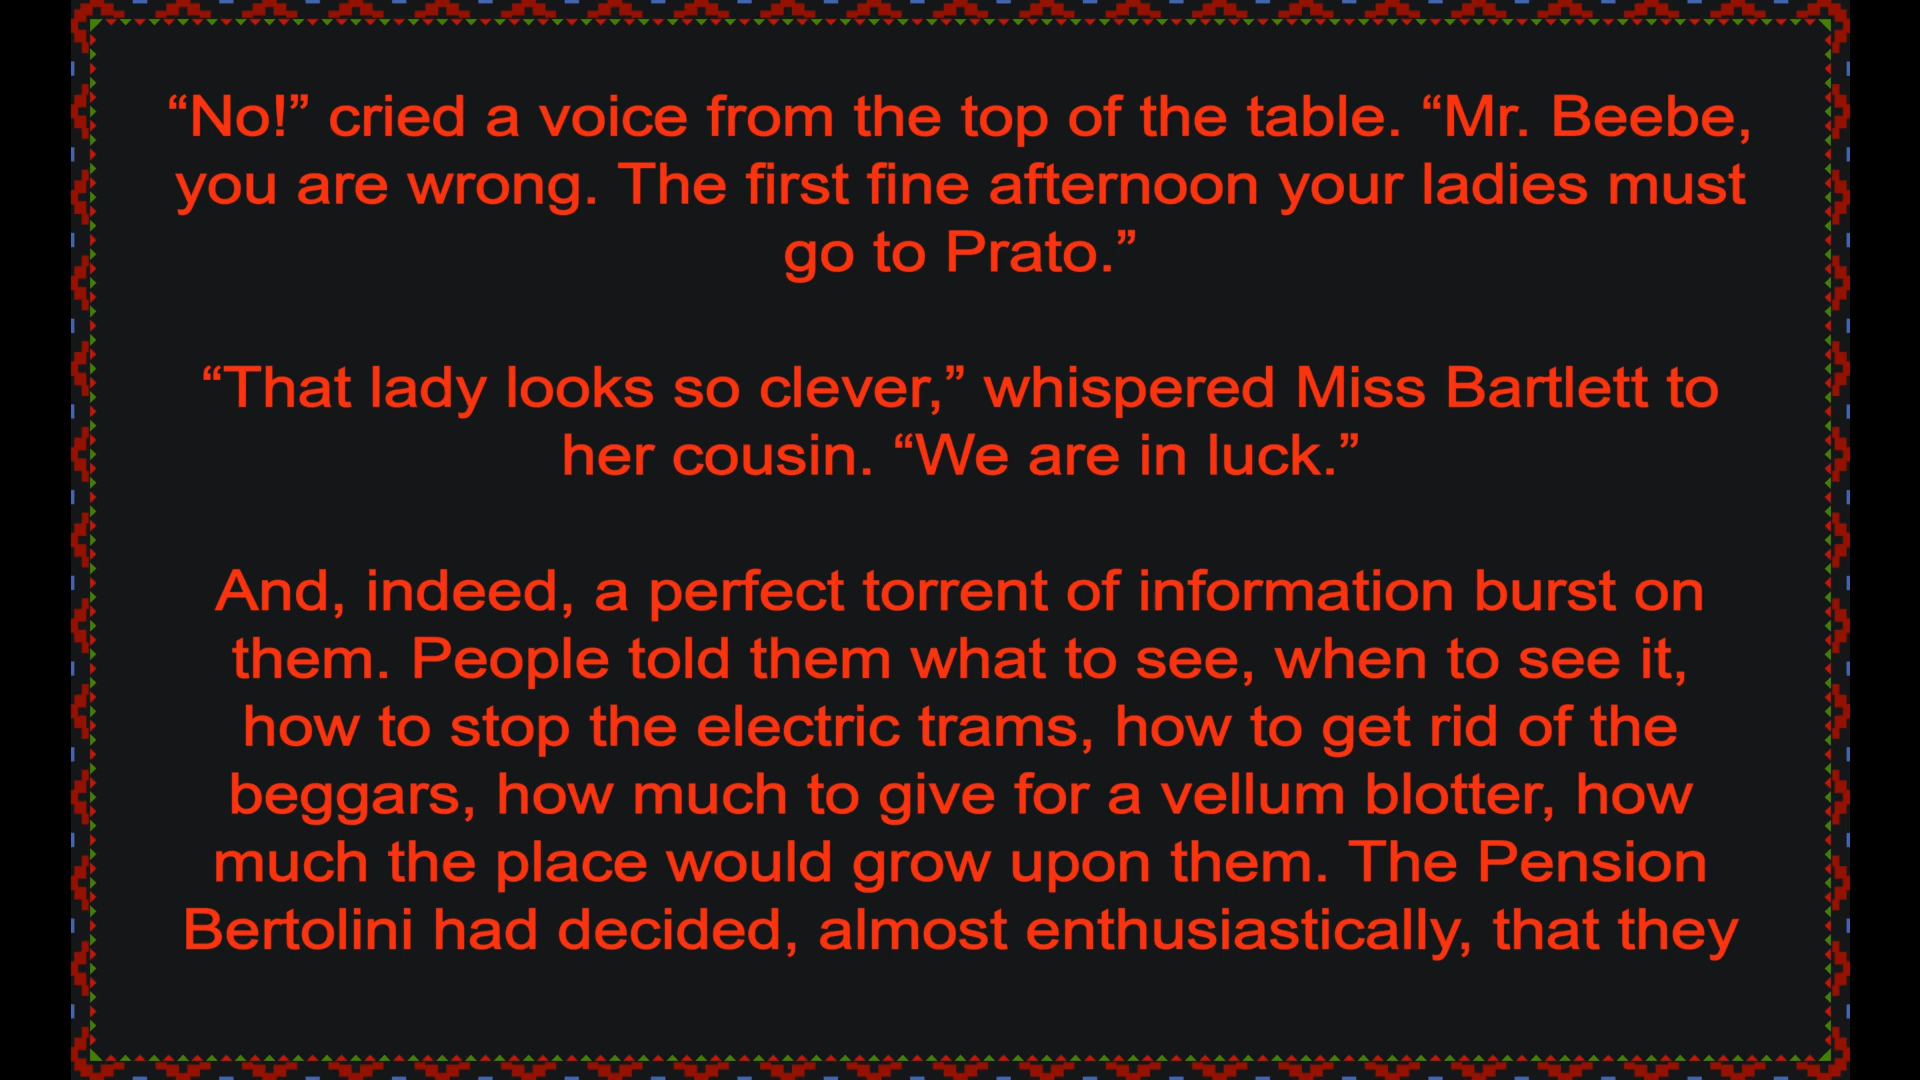 “No!” cried a voice from the top of the table. “Mr. Beebe,
you are wrong. The first fine afternoon your ladies must
go to Prato.”
“That lady looks so clever,” whispered Miss Bartlett to
her cousin. “We are in luck.”
And, indeed, a perfect torrent of information burst on
them. People told them what to see, when to see it,
how to stop the electric trams, how to get rid of the
beggars, how much to give for a vellum blotter, how
much the place would grow upon them. The Pension
Bertolini had decided, almost enthusiastically, that they